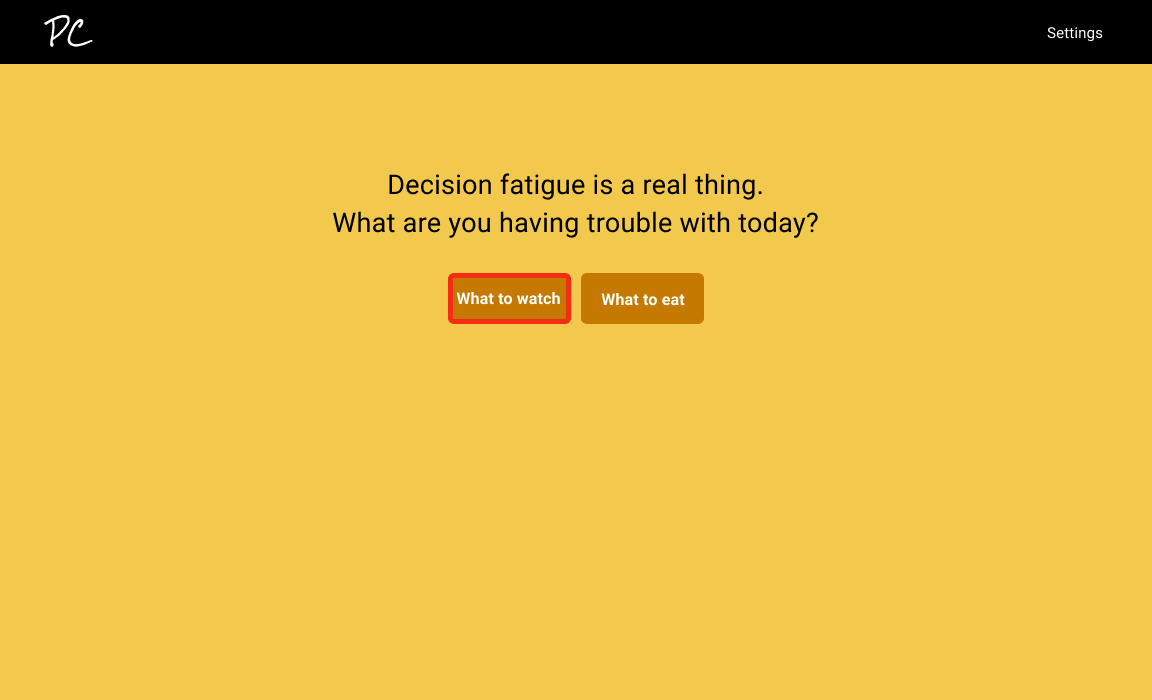 PC
Settings
Decision fatigue is a real thing.
What are you having trouble with today?
What to watch
What to eat